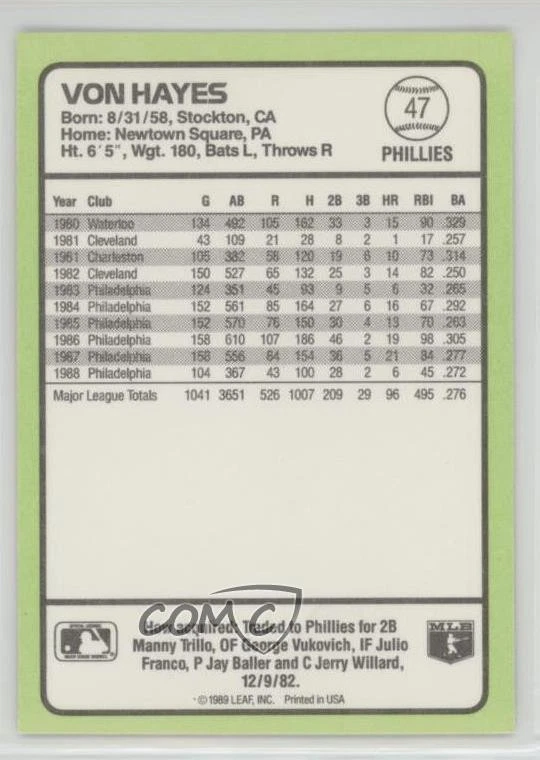 VON HAYES
Born: 8/31/58, Stockton, CA
Home: Newtown Square, PA
Ht. 6'5", Wgt. 180, Bats L, Throws R
47
PHILLIES
Year Club G AB R H 2B 3B HR RBI BA
1980 Waterloo 134 492 105 162 33 3 15 90 .329
1981 Cleveland 43 109 21 28 8 2 1 17 .257
1981 Charleston 105 382 58 120 19 6 10 73 .314
1982 Cleveland 150 527 65 132 25 3 14 82 .250
1983 Philadelphia 124 351 45 93 9 5 6 32 .265
1984 Philadelphia 152 561 85 164 27 6 16 67 .292
1985 Philadelphia 152 570 76 150 30 4 13 70 .263
1986 Philadelphia 158 610 107 186 46 2 19 98 .305
1987 Philadelphia 158 556 84 154 36 5 21 84 .277
1988 Philadelphia 104 367 43 100 28 2 6 45 .272
Major League Totals 1041 3651 526 1007 209 29 96 495 .276
COMC
How acquired: Traded to Phillies for 2B
Manny Trillo, OF George Vukovich, IF Julio
Franco, P Jay Baller and C Jerry Willard,
12/9/82.
MLB
©1989 LEAF, INC. Printed in USA